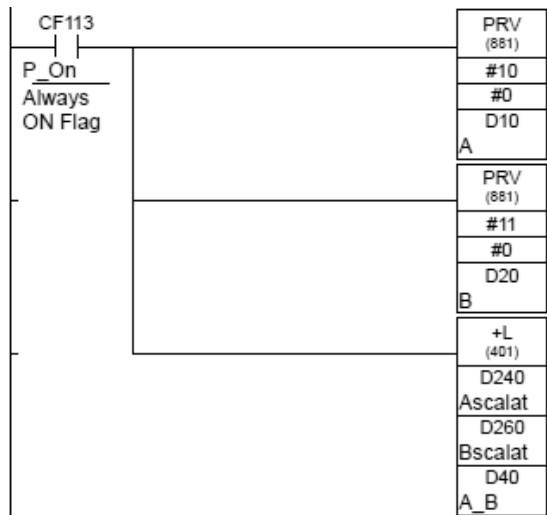 CF113
P_On
Always
ON Flag
PRV
(881)
#10
#0
D10
A
PRV
(881)
#11
#0
D20
B
+L
(401)
D240
Ascalat
D260
Bscalat
D40
A_B